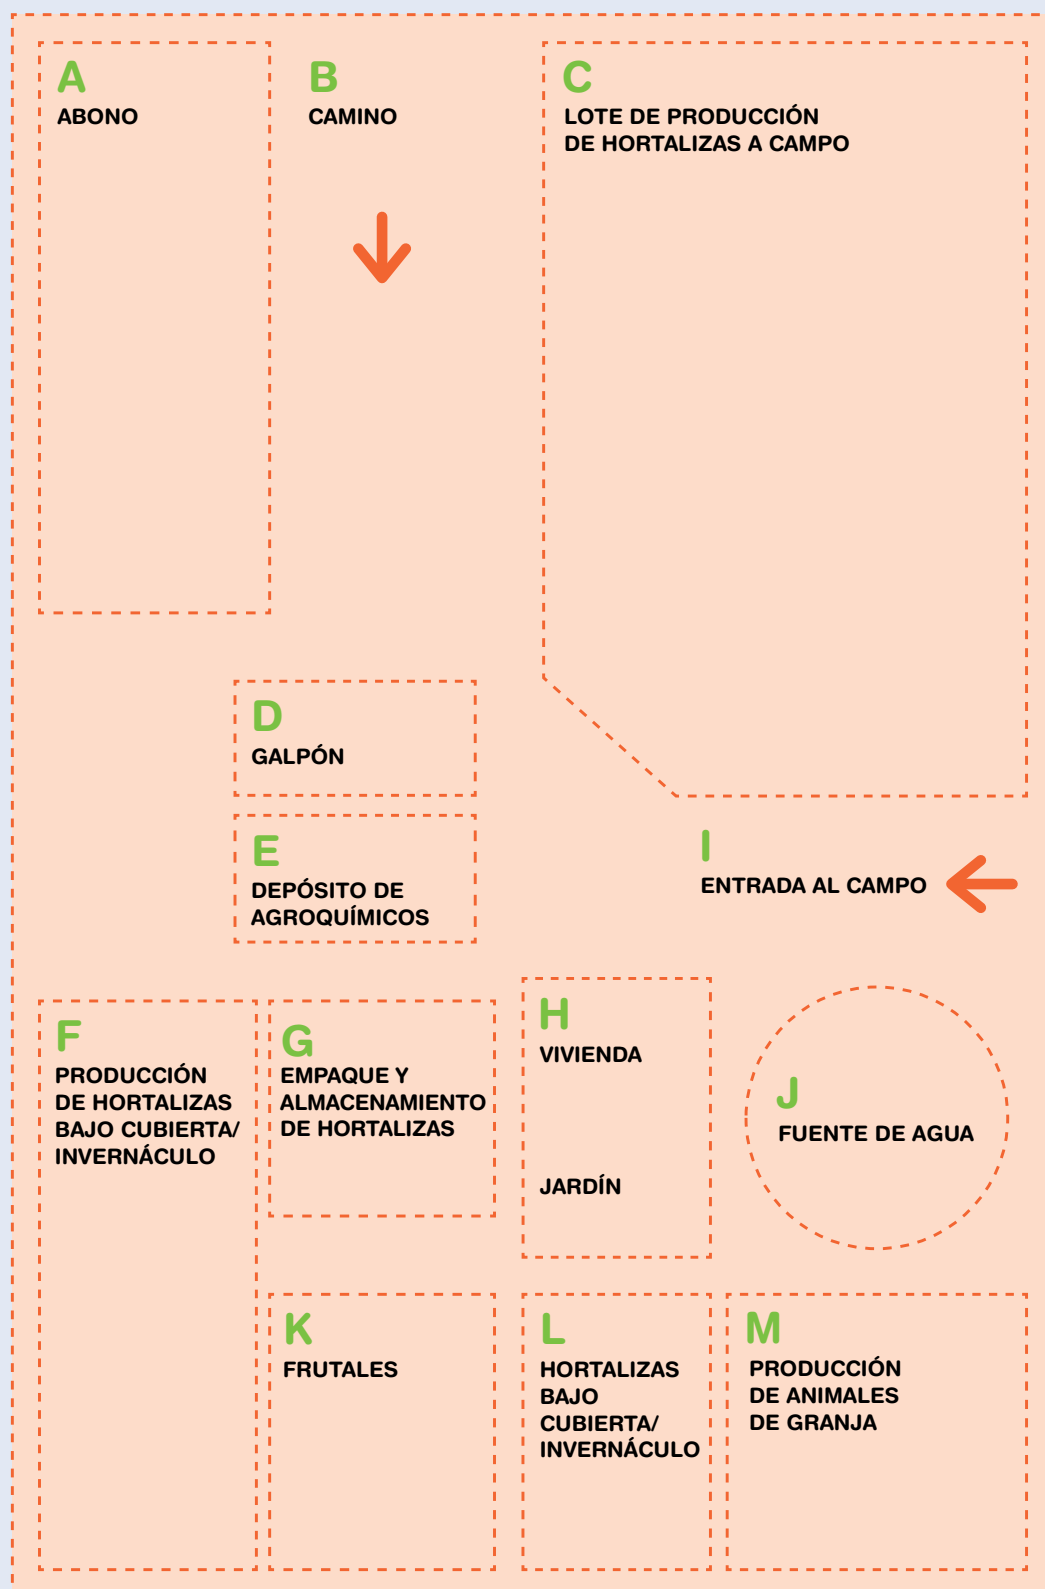 A
ABONO
B
CAMINO
C
LOTE DE PRODUCCIÓN
DE HORTALIZAS A CAMPO
D
GALPÓN
E
DEPÓSITO DE
AGROQUÍMICOS
F
PRODUCCIÓN
DE HORTALIZAS
BAJO CUBIERTA/
INVERNÁCULO
G
EMPAQUE Y
ALMACENAMIENTO
DE HORTALIZAS
H
VIVIENDA
JARDÍN
I
ENTRADA AL CAMPO
J
FUENTE DE AGUA
K
FRUTALES
L
HORTALIZAS
BAJO
CUBIERTA/
INVERNÁCULO
M
PRODUCCIÓN
DE ANIMALES
DE GRANJA